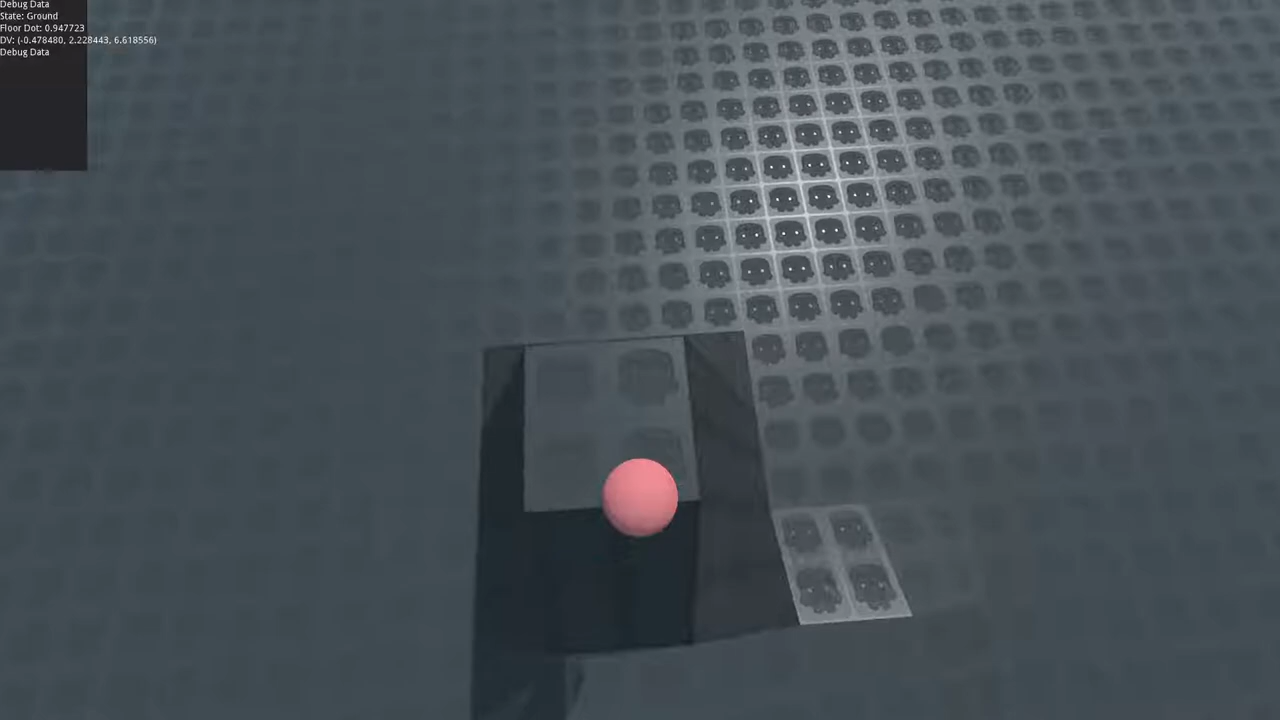 Debug Data
State: Ground
Floor Dot: 0.947723
DV: (-0.478480, 2.228443, 6.618556)
Debug Data